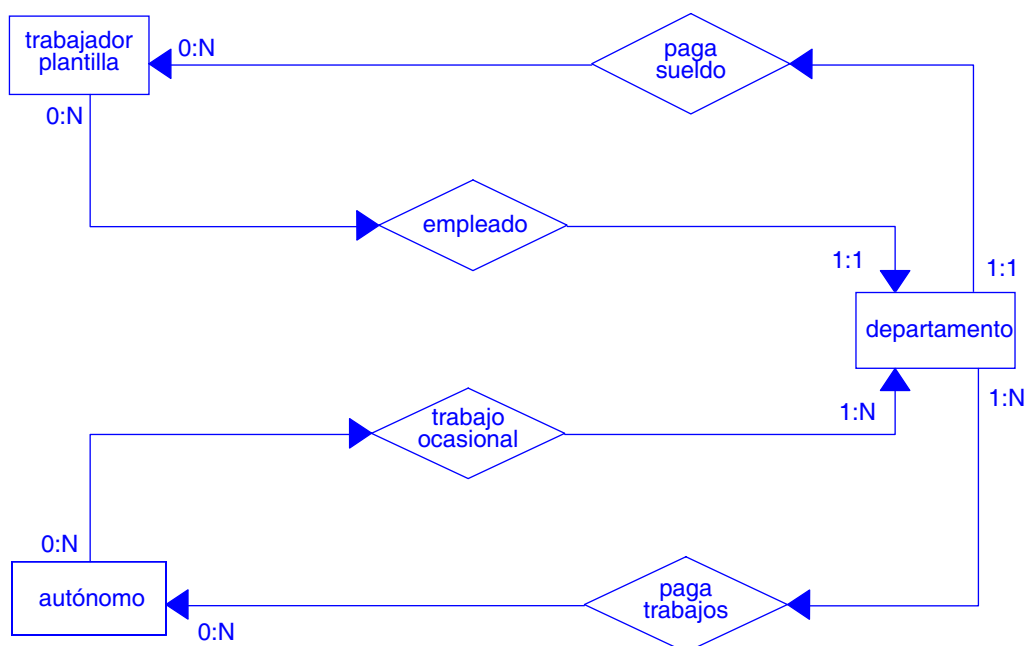 trabajador
plantilla
0:N
paga
sueldo
0:N
empleado
1:1
1:1
departamento
trabajo
ocasional
1:N
1:N
0:N
autónomo
paga
trabajos
0:N